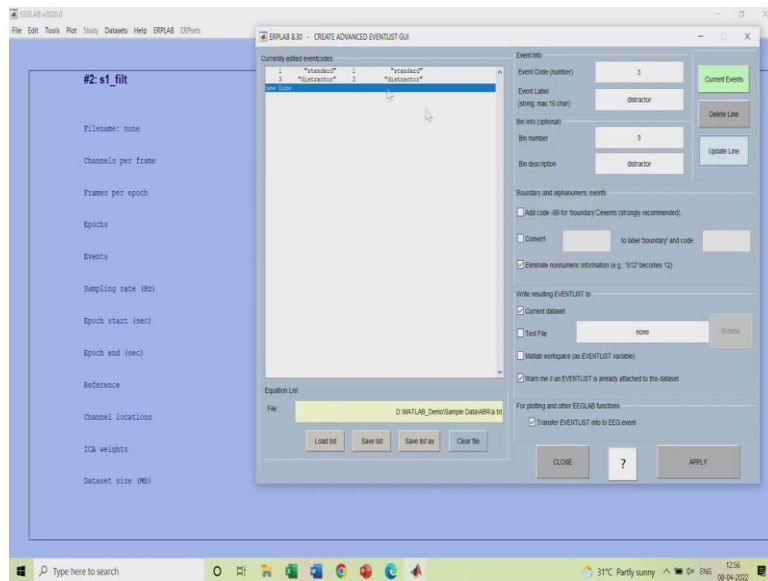 EEGLAB v2020.0
File Edit Tools Plot Study Datasets Help ERPLAB ERPsets
#2: s1_filt
Filename: none
Channels per frame
Frames per epoch
Epochs
Events
Sampling rate (Hz)
Epoch start (sec)
Epoch end (sec)
Reference
Channel locations
ICA weights
Dataset size (Mb)
ERPLAB 8.30 - CREATE ADVANCED EVENTLIST GUI
Currently edited eventcodes
1 "standard" 1 "standard"
3 "distractor" 3 "distractor"
new line
Equation List
File D:\MATLAB_Demo\Sample Data\ABR\a.txt
Load list Save list Save list as Clear file
Event info
Event Code (number) 3
Event Label
(string, max 16 char) distractor
Bin info (optional)
Bin number 3
Bin description distractor
Current Events
Delete Line
Update Line
Boundary and alphanumeric events
Add code -99 for 'boundary' events (strongly recommended)
Convert to label 'boundary' and code
Eliminate nonnumeric information (e.g., 'S12' becomes 12)
Write resulting EVENTLIST to
Current dataset
Text File none Browse
Matlab workspace (as EVENTLIST variable)
Warn me if an EVENTLIST is already attached to this dataset
For plotting and other EEGLAB functions
Transfer EVENTLIST info to EEG event
CLOSE ? APPLY
Type here to search
31°C Partly sunny ENG 12:56
08-04-2022